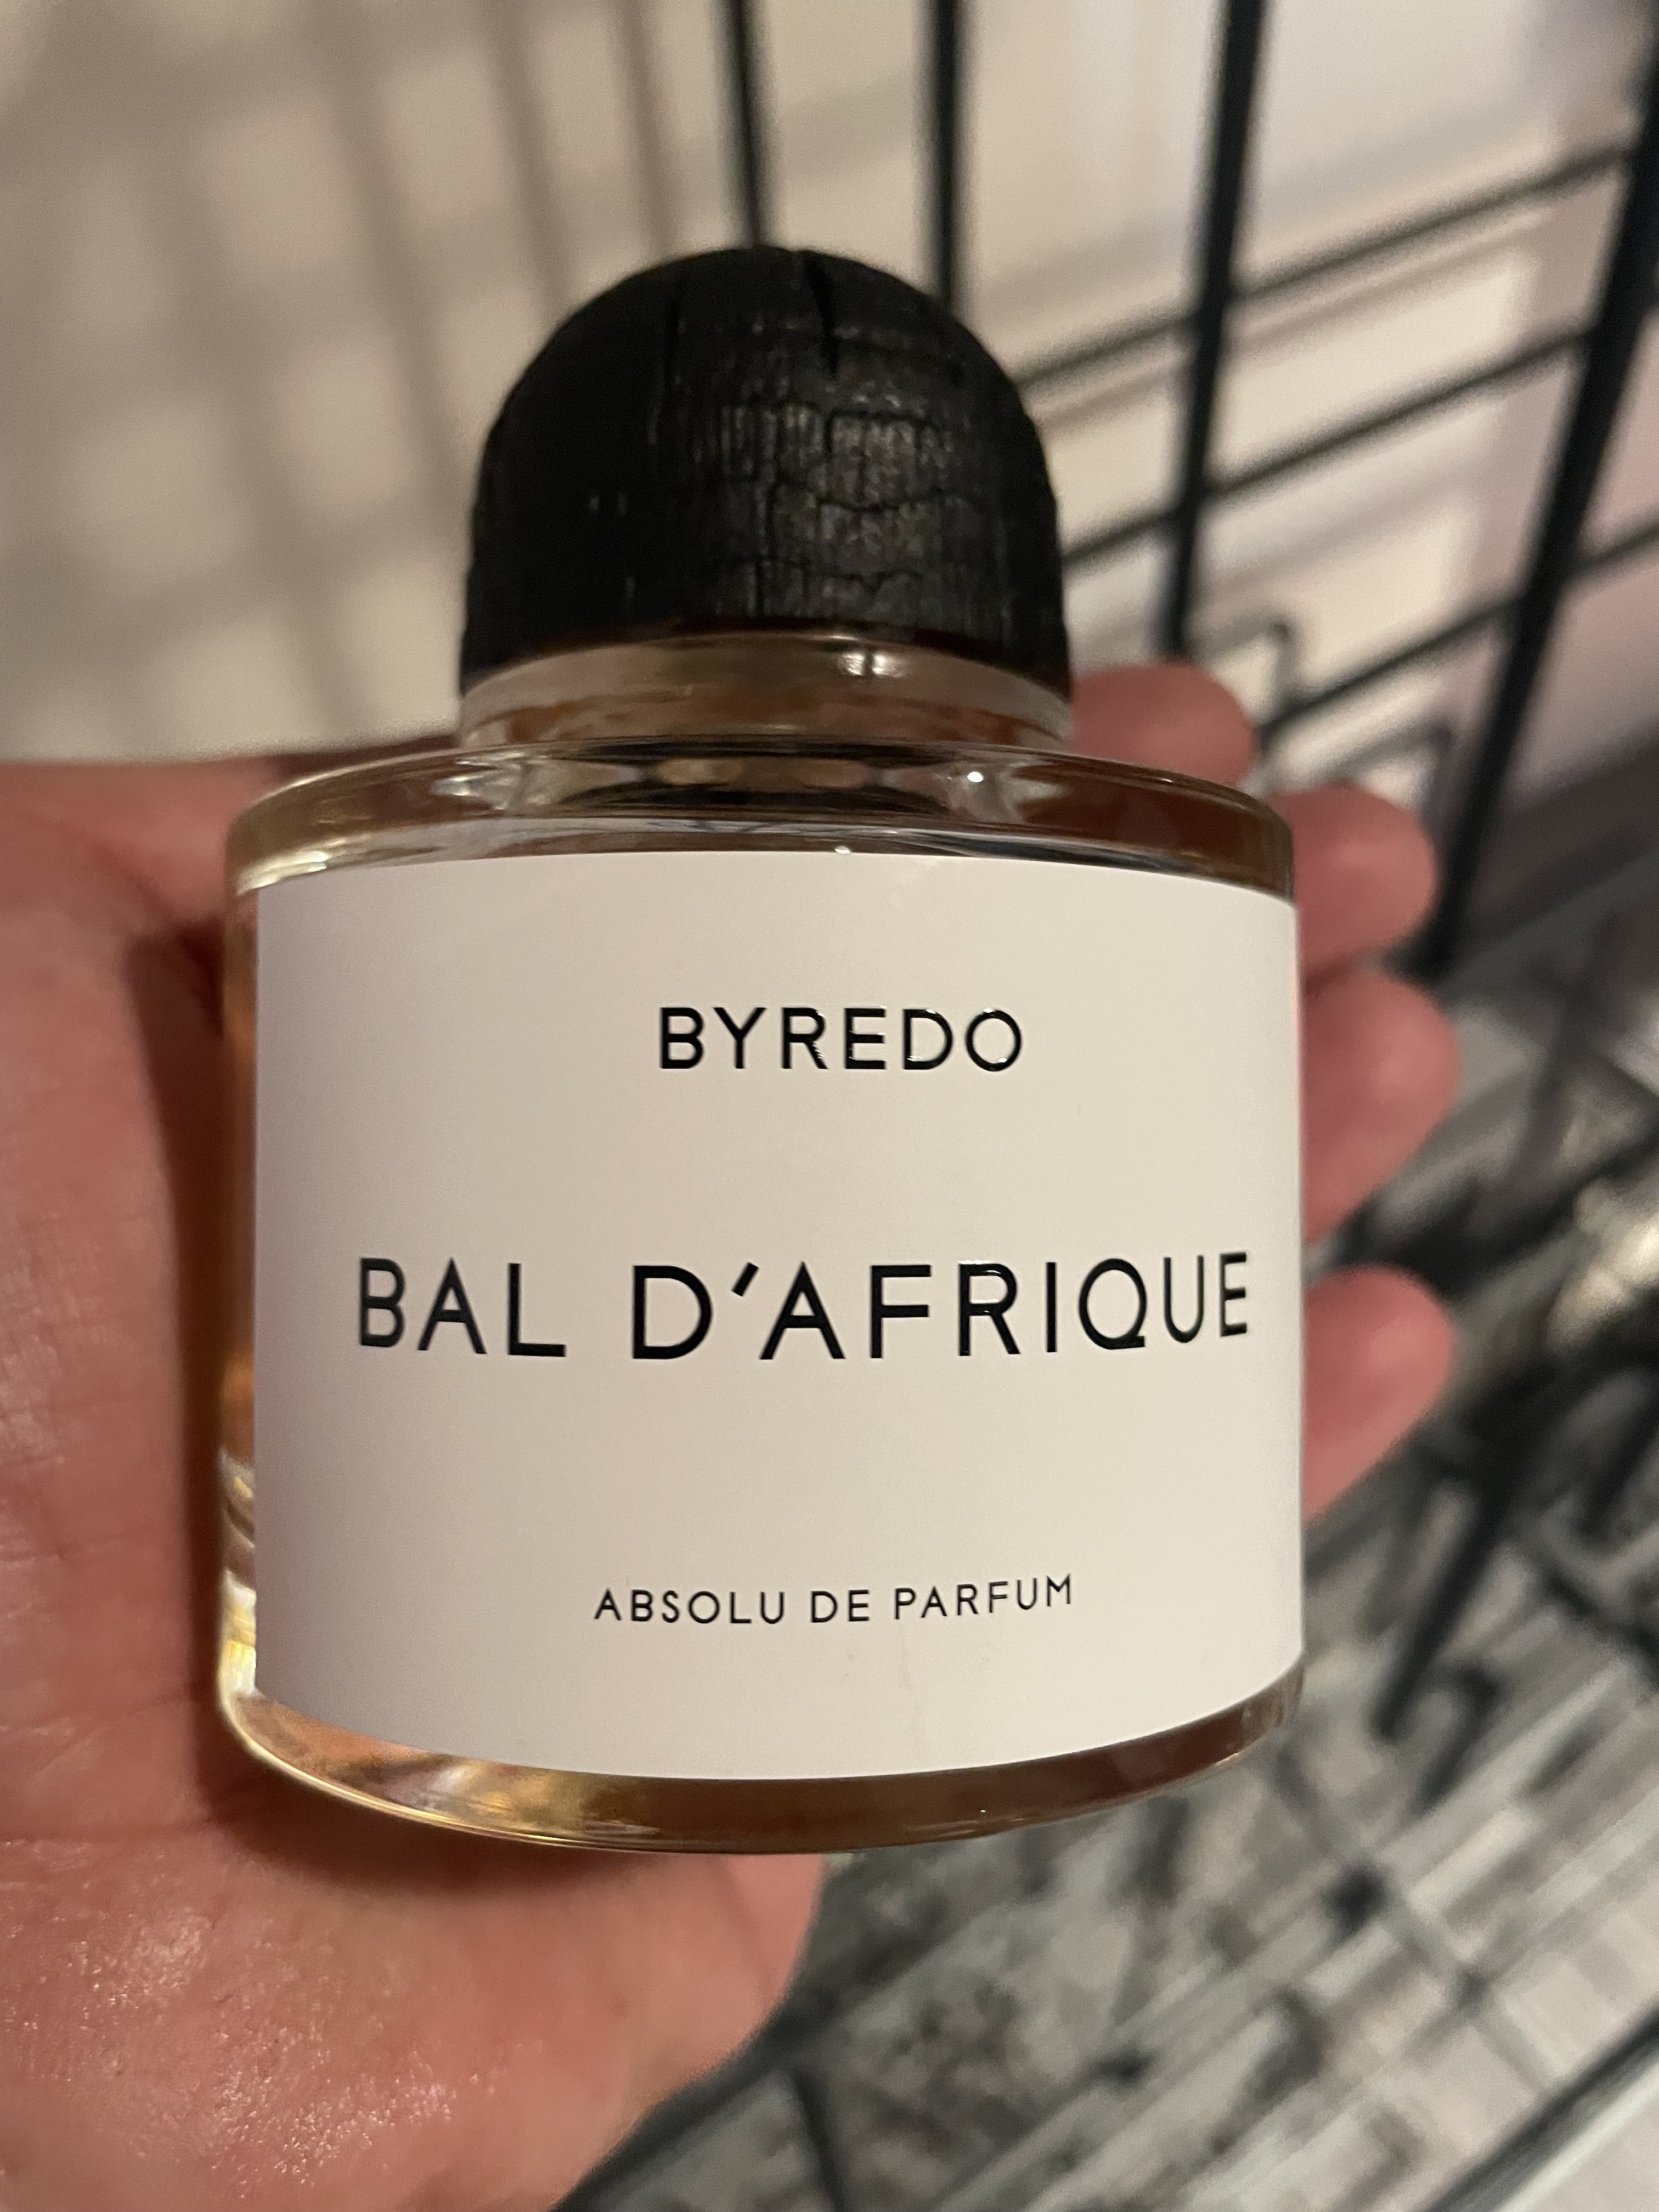 BYREDO
BAL D'AFRIQUE
ABSOLU DE PARFUM